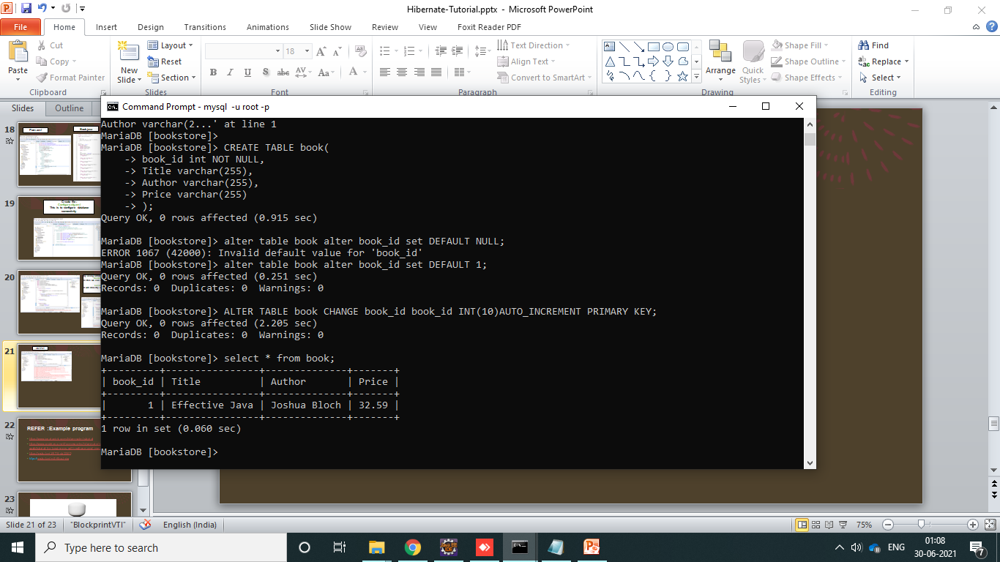 Hibernate-Tutorial.pptx - Microsoft PowerPoint
File Home Insert Design Transitions Animations Slide Show Review View Foxit Reader PDF
Paste
Cut
Copy
Format Painter
Clipboard
New Slide
Layout
Reset
Section
Slides
18
Font
Text Direction
Align Text
Convert to SmartArt
Paragraph
Arrange
Quick Styles
Shape Fill
Shape Outline
Shape Effects
Drawing
Find
Replace
Select
Editing
Slides Outline
18
19
Create file :
This is to configure database
connectivity
20
21
22
REFER :Example program
23
Command Prompt - mysql -u root -p
Author varchar(2...' at line 1
MariaDB [bookstore]>
MariaDB [bookstore]> CREATE TABLE book(
-> book_id int NOT NULL,
-> Title varchar(255),
-> Author varchar(255),
-> Price varchar(255)
-> );
Query OK, 0 rows affected (0.915 sec)
MariaDB [bookstore]> alter table book alter book_id set DEFAULT NULL;
ERROR 1067 (42000): Invalid default value for 'book_id'
MariaDB [bookstore]> alter table book alter book_id set DEFAULT 1;
Query OK, 0 rows affected (0.251 sec)
Records: 0  Duplicates: 0  Warnings: 0
MariaDB [bookstore]> ALTER TABLE book CHANGE book_id book_id INT(10)AUTO_INCREMENT PRIMARY KEY;
Query OK, 0 rows affected (2.205 sec)
Records: 0  Duplicates: 0  Warnings: 0
MariaDB [bookstore]> select * from book;
+---------+----------------+--------------+-------+
| book_id | Title          | Author       | Price |
+---------+----------------+--------------+-------+
|       1 | Effective Java | Joshua Bloch | 32.59 |
+---------+----------------+--------------+-------+
1 row in set (0.060 sec)
MariaDB [bookstore]>
Slide 21 of 23 "BlockprintVTI" English (India) 75%
Type here to search
ENG
01:08
30-06-2021
7